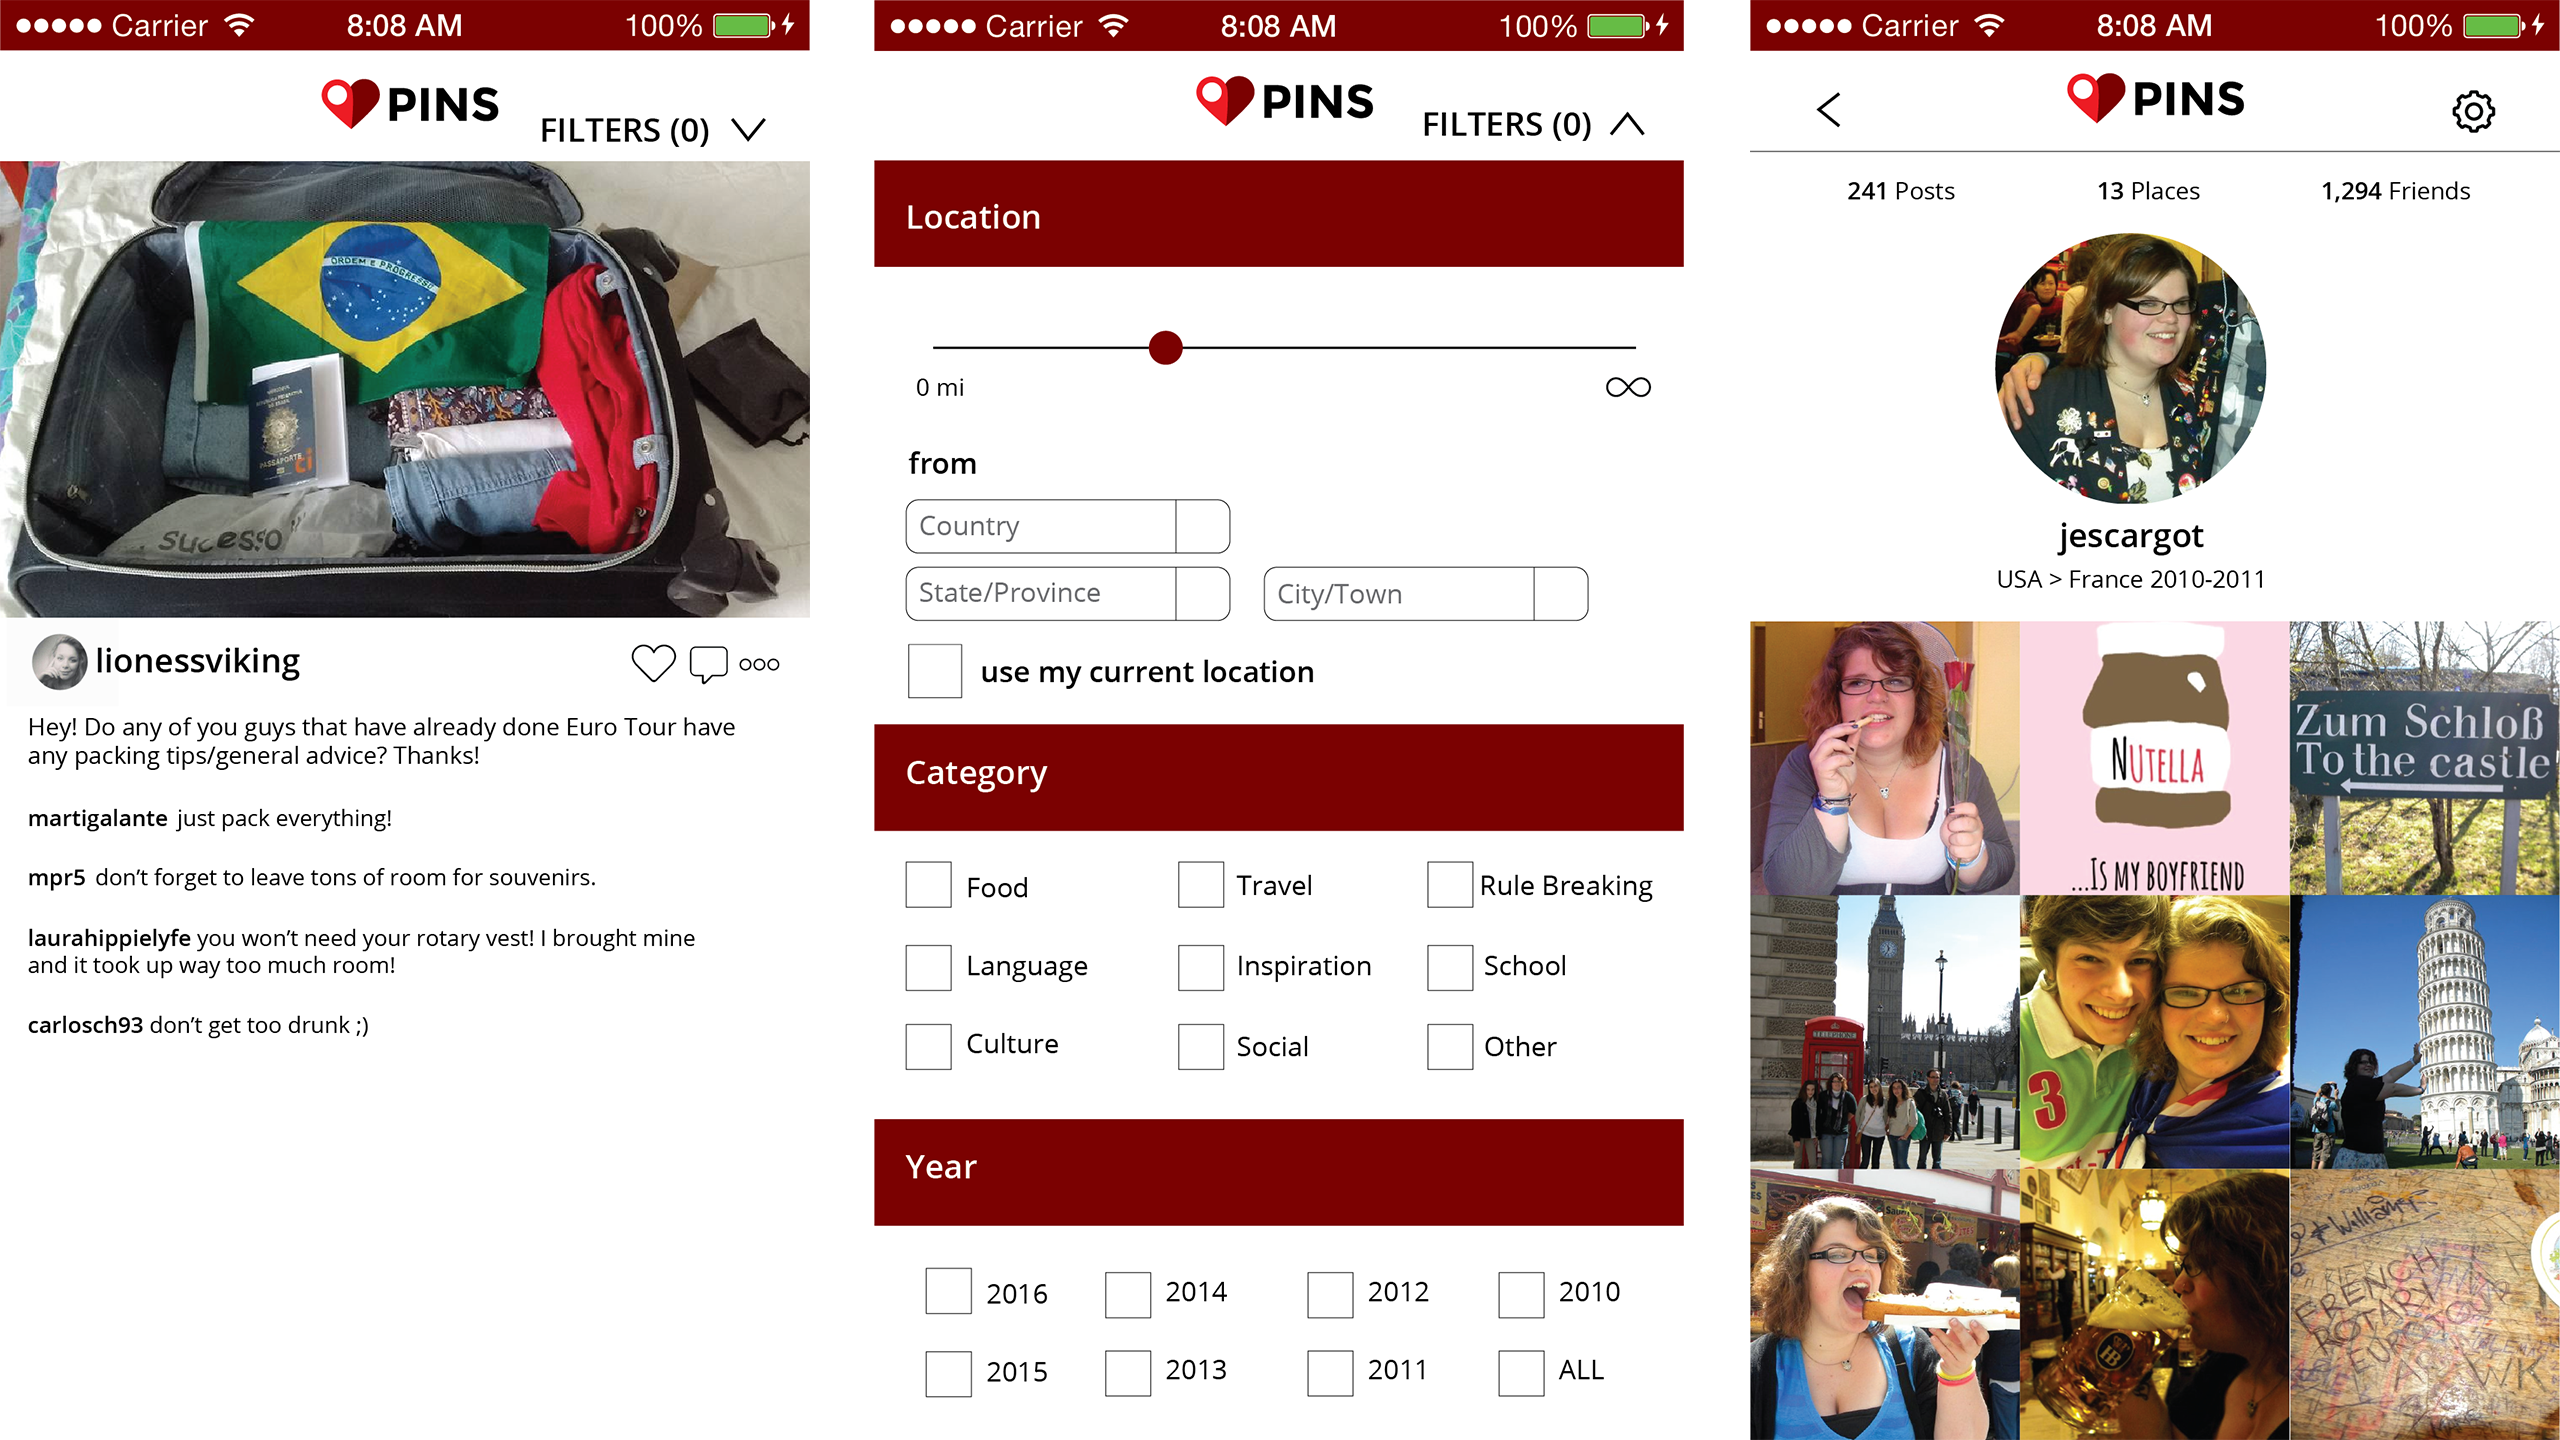 Carrier 8:08 AM 100%
PINS
FILTERS (0)
ORDEM E PROGRESSO
PASSAPORTE
ci
sucesso
lionessviking
Hey! Do any of you guys that have already done Euro Tour have
any packing tips/general advice? Thanks!
martigalante just pack everything!
mpr5 don’t forget to leave tons of room for souvenirs.
laurahippielyfe you won’t need your rotary vest! I brought mine
and it took up way too much room!
carlosch93 don’t get too drunk ;)
Carrier 8:08 AM 100%
PINS
FILTERS (0)
Location
0 mi ∞
from
Country
State/Province City/Town
use my current location
Category
Food Travel Rule Breaking
Language Inspiration School
Culture Social Other
Year
2016 2014 2012 2010
2015 2013 2011 ALL
Carrier 8:08 AM 100%
PINS
241 Posts 13 Places 1,294 Friends
jescargot
USA > France 2010-2011
NUTELLA
...IS MY BOYFRIEND
Zum Schloß
To the castle
TELEPHONE
3
HB
FRENCH
ROTARY